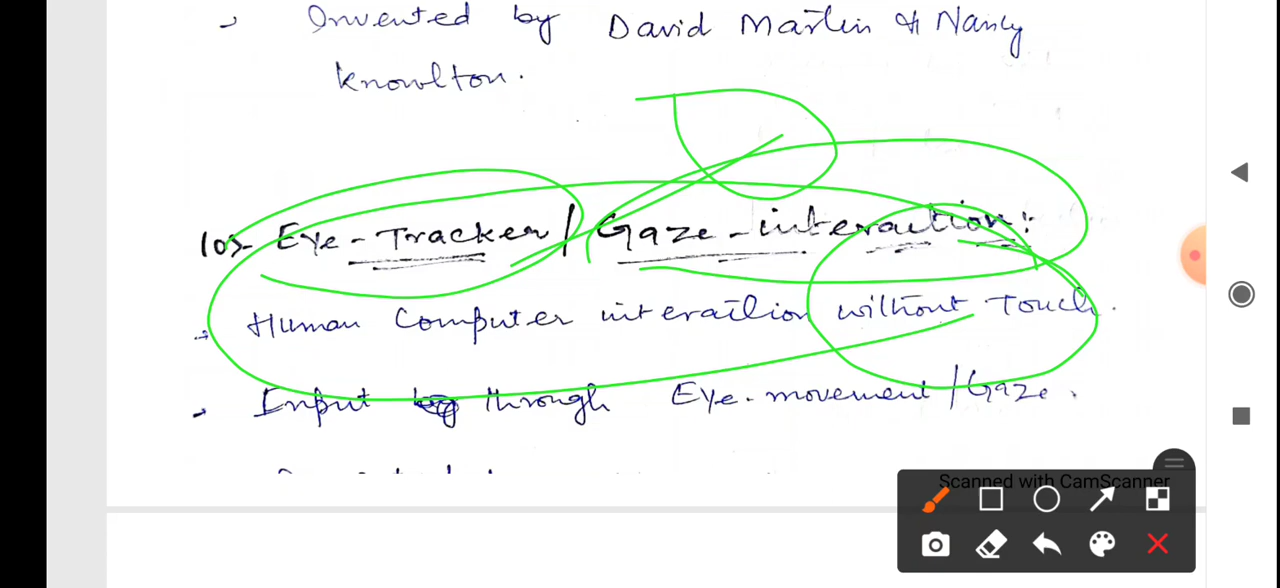 Invented by David Martin & Nancy
Knowlton.
10- Eye-Tracker / Gaze-interaction:
Human Computer interaction without Touch.
Input through Eye-movement / Gaze.
Scanned with CamScanner